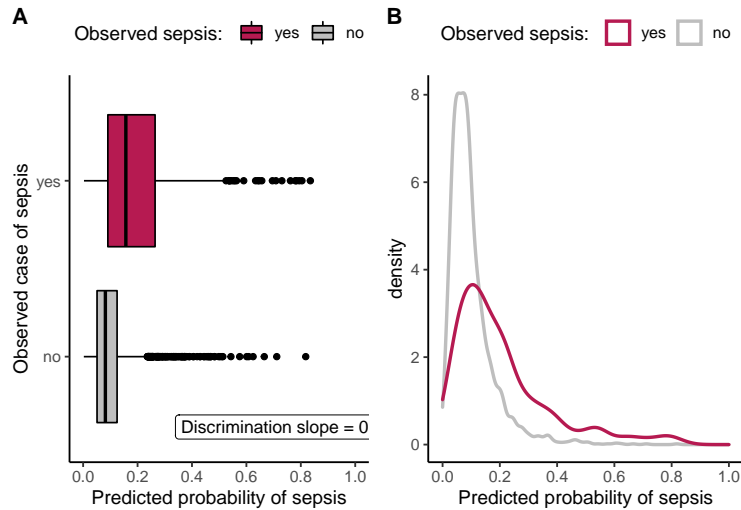 A
Observed sepsis: yes no
Observed case of sepsis
yes
no
Discrimination slope = 0
0.0 0.2 0.4 0.6 0.8 1.0
Predicted probability of sepsis
B
Observed sepsis: yes no
density
8
6
4
2
0
0.0 0.2 0.4 0.6 0.8 1.0
Predicted probability of sepsis